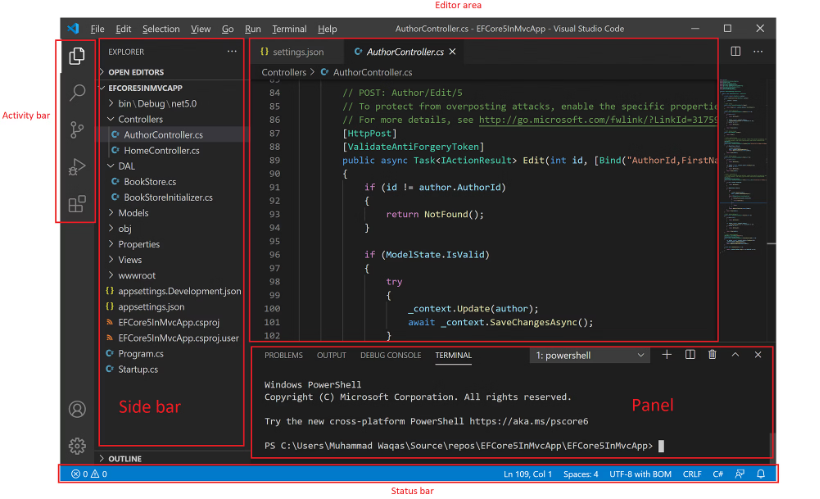 Editor area
File Edit Selection View Go Run Terminal Help AuthorController.cs - EFCore5InMvcApp - Visual Studio Code
Activity bar
EXPLORER ···
OPEN EDITORS
EFCORE5INMVCAPP
bin \ Debug \ net5.0
Controllers
AuthorController.cs
HomeController.cs
DAL
BookStore.cs
BookStoreInitializer.cs
Models
obj
Properties
Views
wwwroot
{} appsettings.Development.json
{} appsettings.json
EFCore5InMvcApp.csproj
EFCore5InMvcApp.csproj.user
C# Program.cs
C# Startup.cs
Side bar
OUTLINE
{} settings.json C# AuthorController.cs
Controllers > C# AuthorController.cs
84 // POST: Author/Edit/5
85 // To protect from overposting attacks, enable the specific propertie
86 // For more details, see http://go.microsoft.com/fwlink/?LinkId=31759
87 [HttpPost]
88 [ValidateAntiForgeryToken]
89 public async Task<IActionResult> Edit(int id, [Bind("AuthorId,FirstNa
90 {
91 if (id != author.AuthorId)
92 {
93 return NotFound();
94 }
95
96 if (ModelState.IsValid)
97 {
98 try
99 {
100 _context.Update(author);
101 await _context.SaveChangesAsync();
102 }
PROBLEMS OUTPUT DEBUG CONSOLE TERMINAL 1: powershell
Windows PowerShell
Copyright (C) Microsoft Corporation. All rights reserved.
Try the new cross-platform PowerShell https://aka.ms/pscore6
PS C:\Users\Muhammad Waqas\Source\repos\EFCore5InMvcApp\EFCore5InMvcApp>
Panel
0 0 Ln 109, Col 1 Spaces: 4 UTF-8 with BOM CRLF C#
Status bar